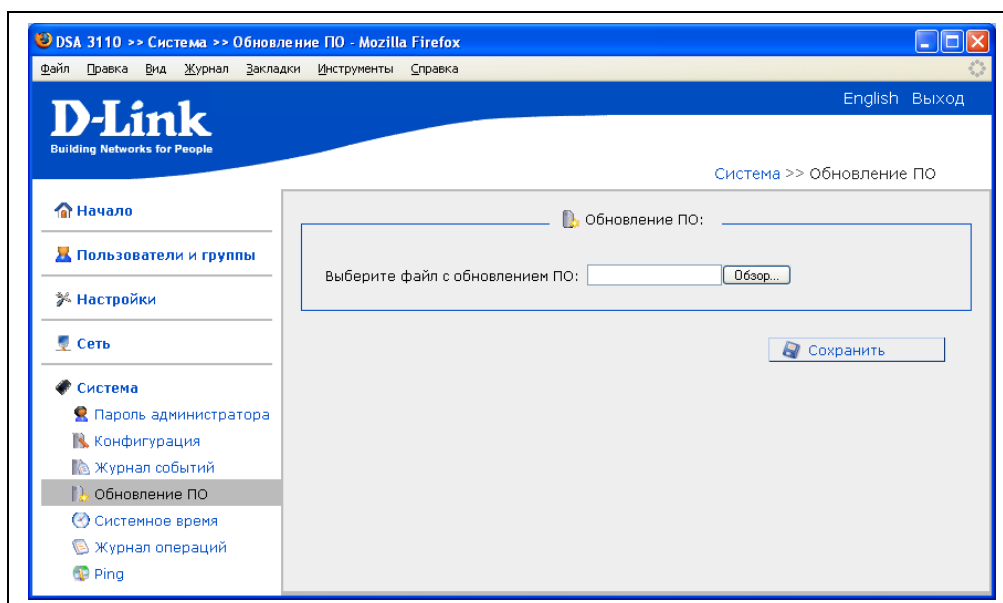 DSA 3110 >> Система >> Обновление ПО - Mozilla Firefox
Файл Правка Вид Журнал Закладки Инструменты Справка
English Выход
D-Link
Building Networks for People
Система >> Обновление ПО
Начало
Пользователи и группы
Настройки
Сеть
Система
Пароль администратора
Конфигурация
Журнал событий
Обновление ПО
Системное время
Журнал операций
Ping
Обновление ПО:
Выберите файл с обновлением ПО: Обзор...
Сохранить